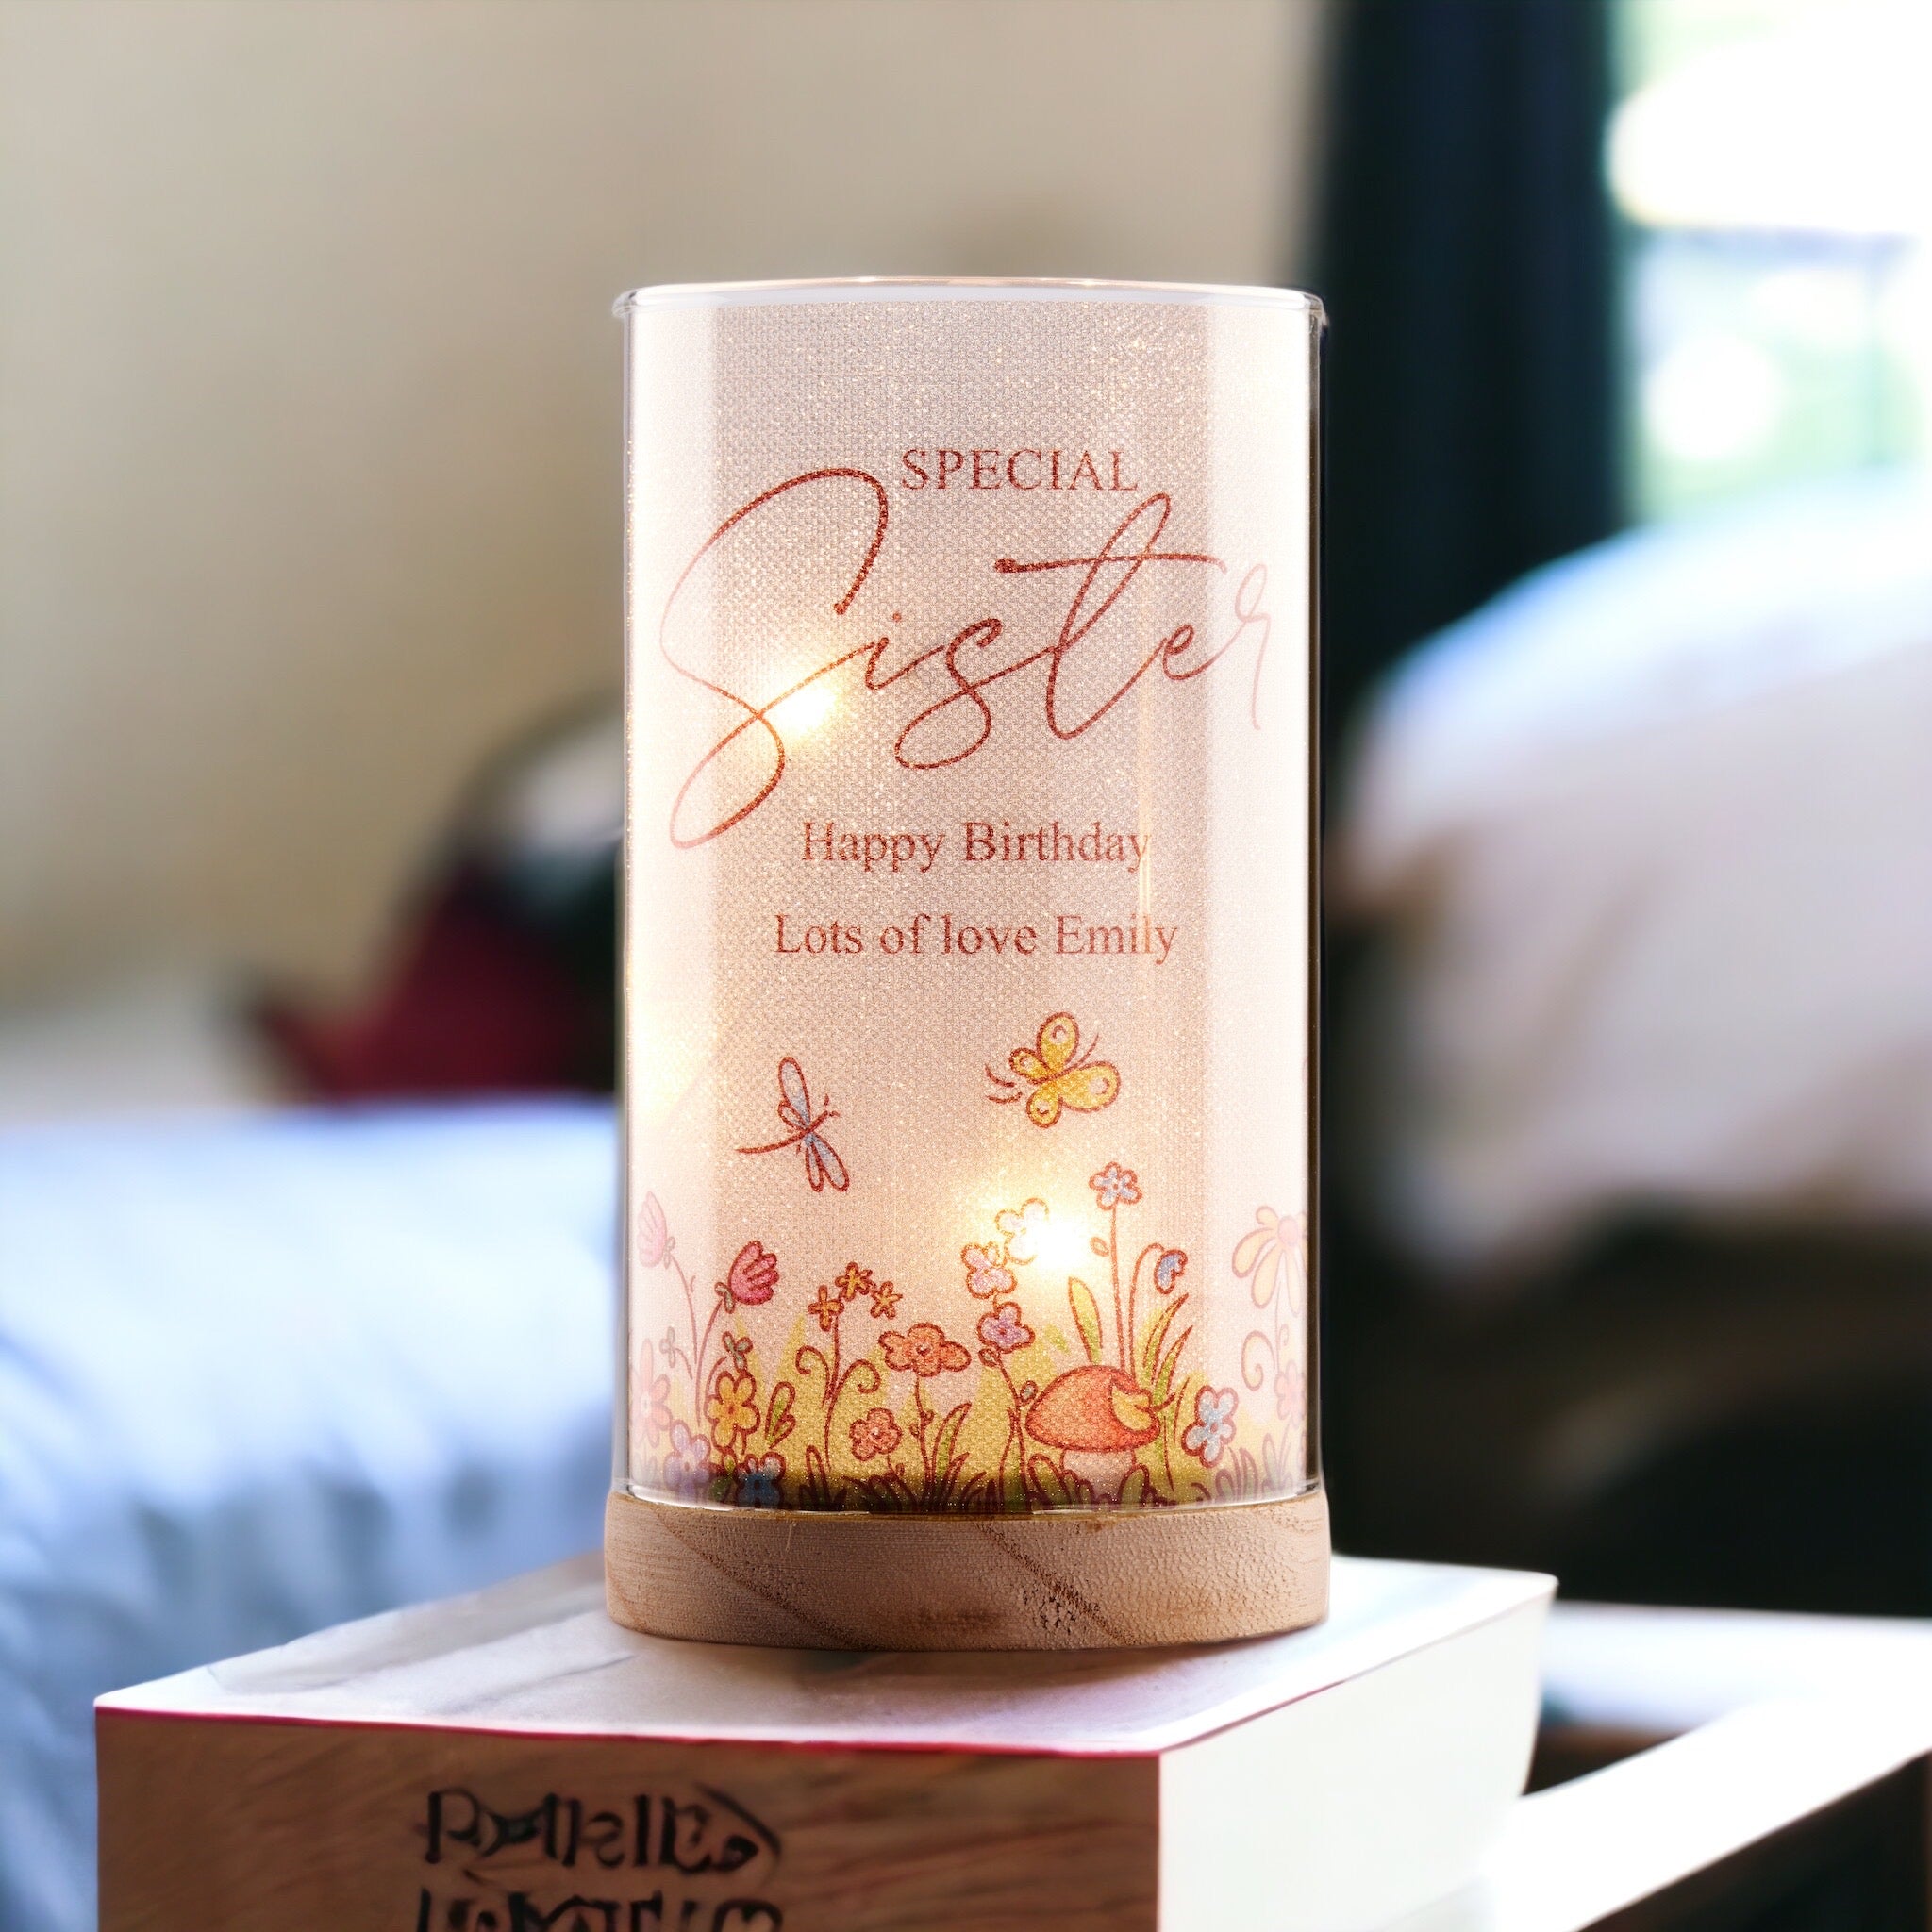 SPECIAL
Sister
Happy Birthday
Lots of love Emily